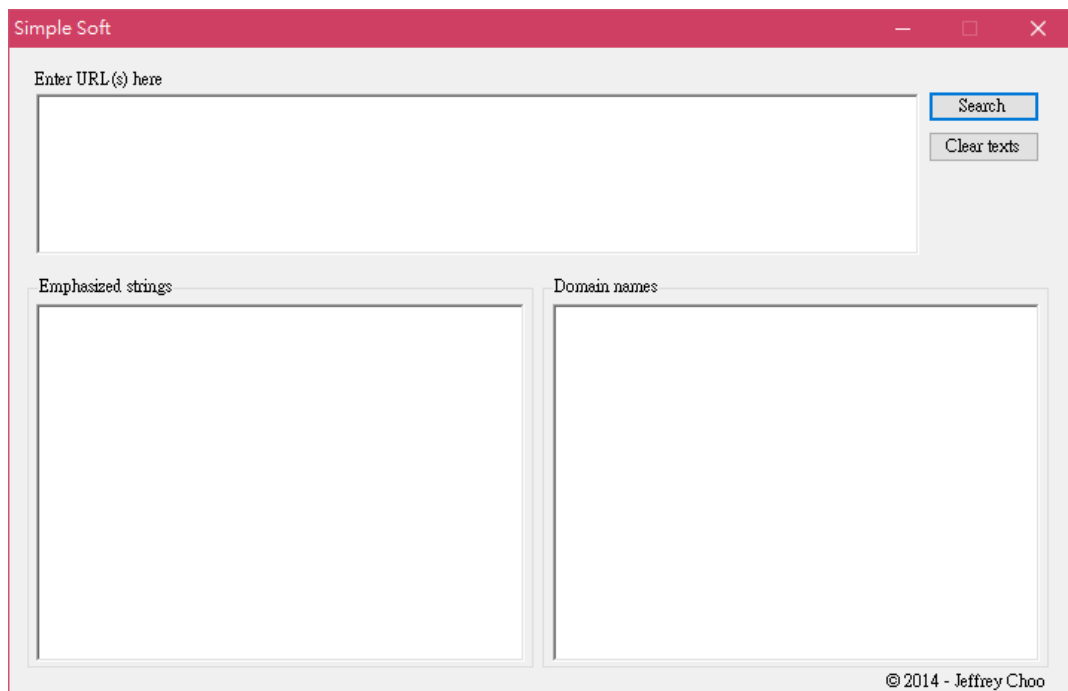 Simple Soft
Enter URL(s) here
Search
Clear texts
Emphasized strings
Domain names
© 2014 - Jeffrey Choo